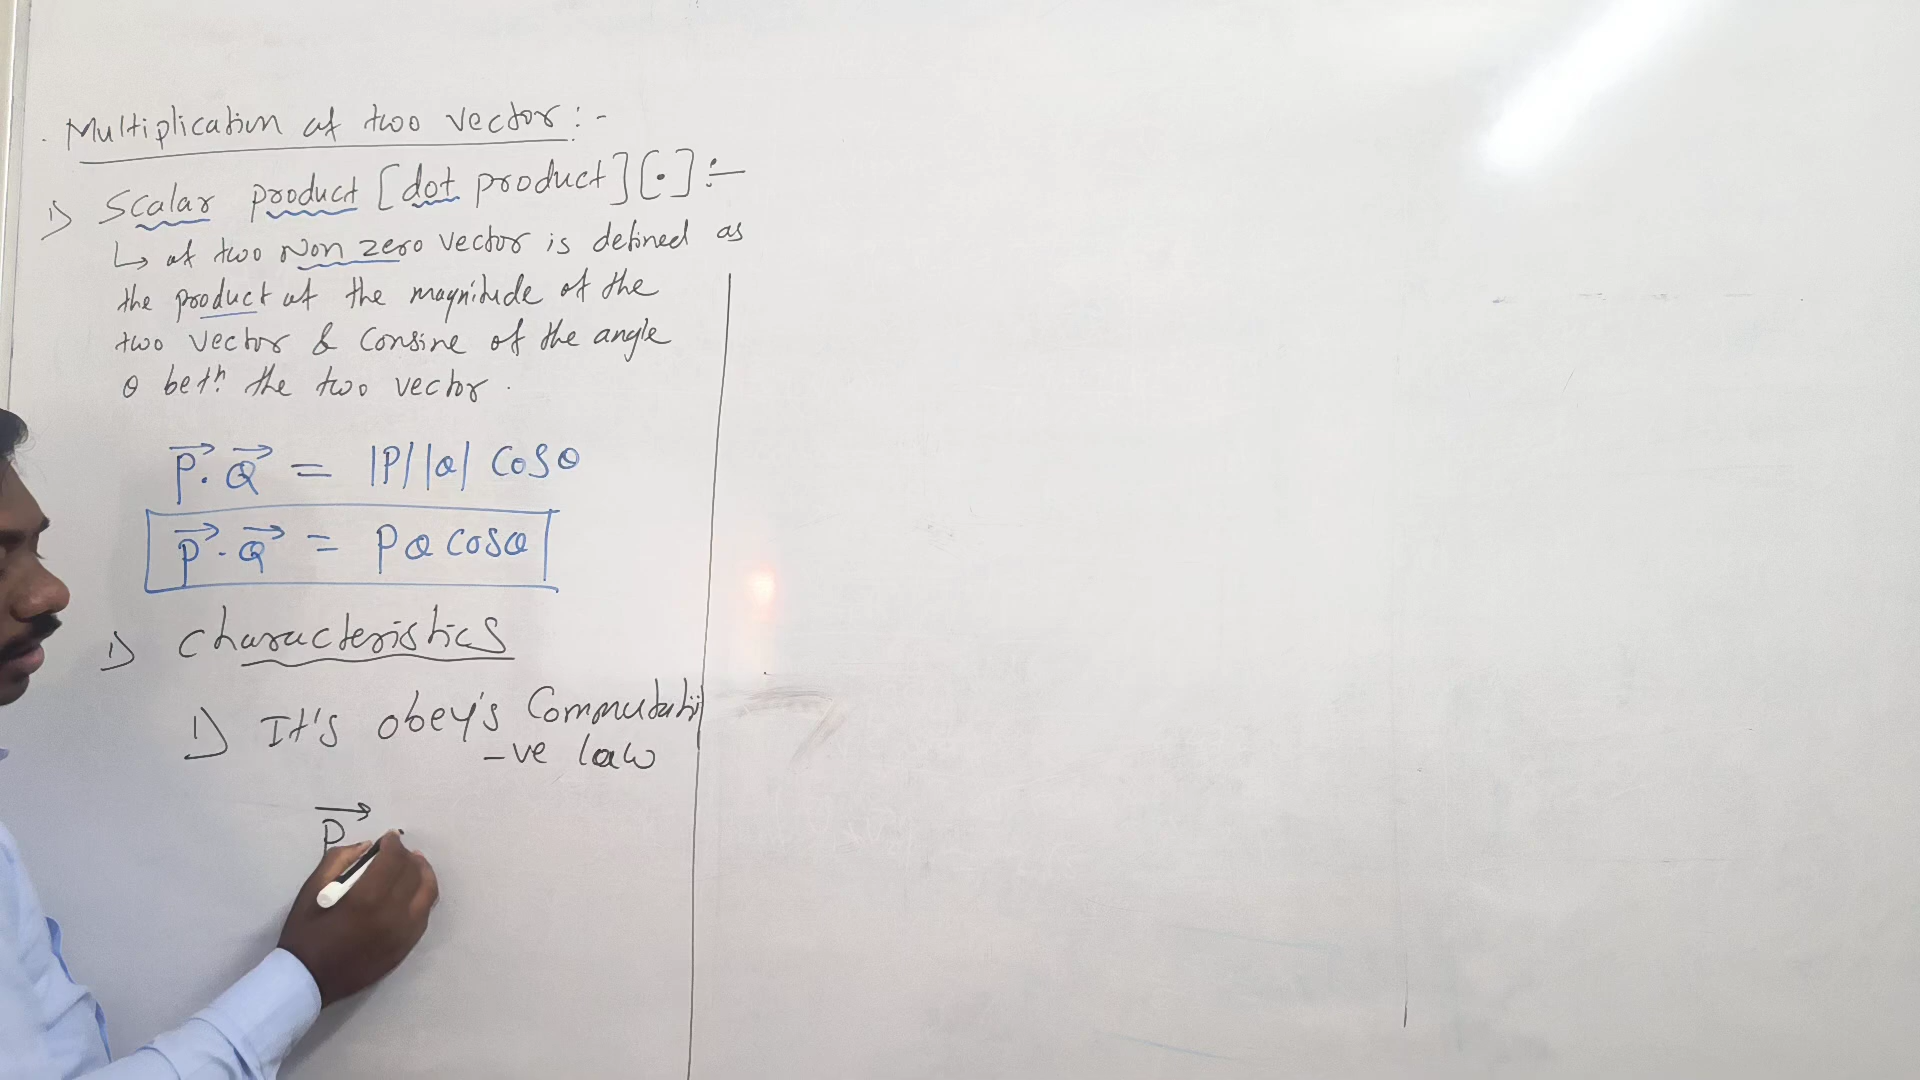 Multiplication of two vector:-
1) Scalar product [dot product][•]:-
↳ of two Non zero vector is defined as
the product of the magnitude of the
two vector & Consine of the angle
θ betⁿ. the two vector.
P⃗.Q⃗ = |P||Q| Cosθ
P⃗.Q⃗ = PQ cosθ
1) Characteristics
1) It's obey's Commutati
-ve law
P⃗